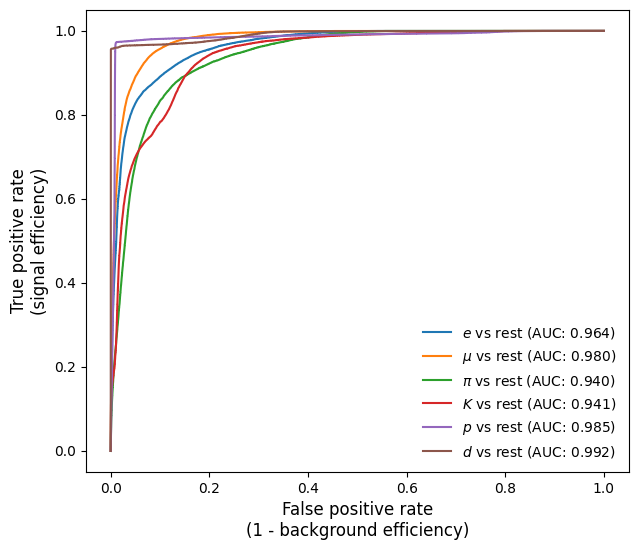 1.0
0.8
0.6
0.4
0.2
0.0
True positive rate
(signal efficiency)
e vs rest (AUC: 0.964)
μ vs rest (AUC: 0.980)
π vs rest (AUC: 0.940)
K vs rest (AUC: 0.941)
p vs rest (AUC: 0.985)
d vs rest (AUC: 0.992)
0.0 0.2 0.4 0.6 0.8 1.0
False positive rate
(1 - background efficiency)